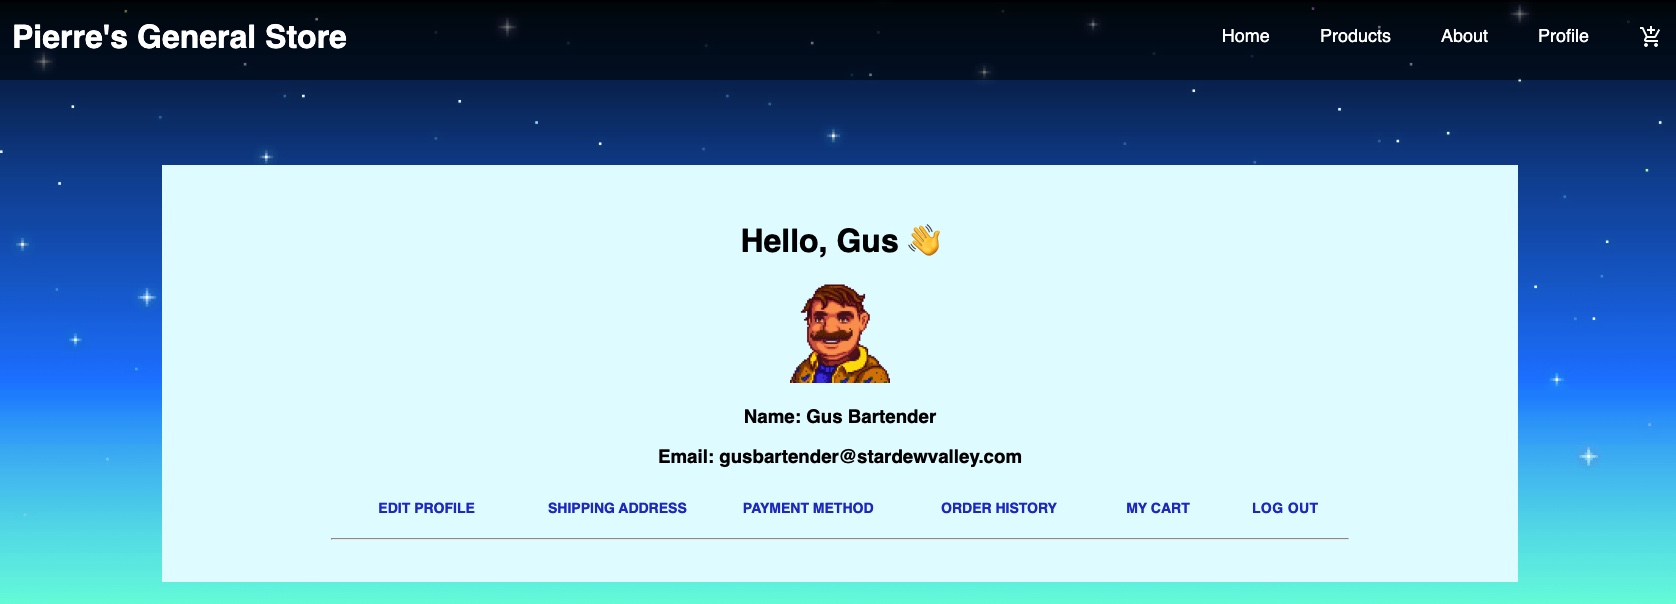 Pierre's General Store
Home Products About Profile
Hello, Gus 👋
Name: Gus Bartender
Email: gusbartender@stardewvalley.com
EDIT PROFILE SHIPPING ADDRESS PAYMENT METHOD ORDER HISTORY MY CART LOG OUT